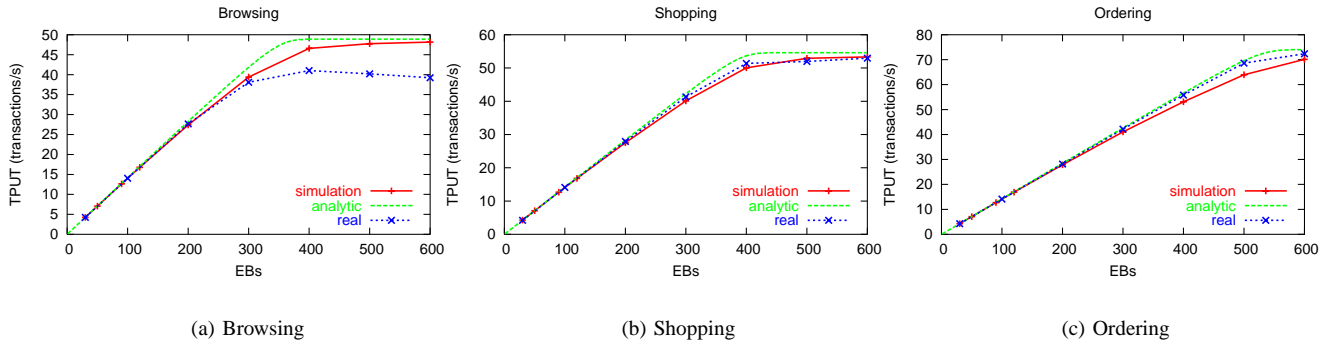 Browsing
TPUT (transactions/s)
50
45
40
35
30
25
20
15
10
5
0
simulation
analytic
real
0 100 200 300 400 500 600
EBs
(a) Browsing
Shopping
TPUT (transactions/s)
60
50
40
30
20
10
0
simulation
analytic
real
0 100 200 300 400 500 600
EBs
(b) Shopping
Ordering
TPUT (transactions/s)
80
70
60
50
40
30
20
10
0
simulation
analytic
real
0 100 200 300 400 500 600
EBs
(c) Ordering